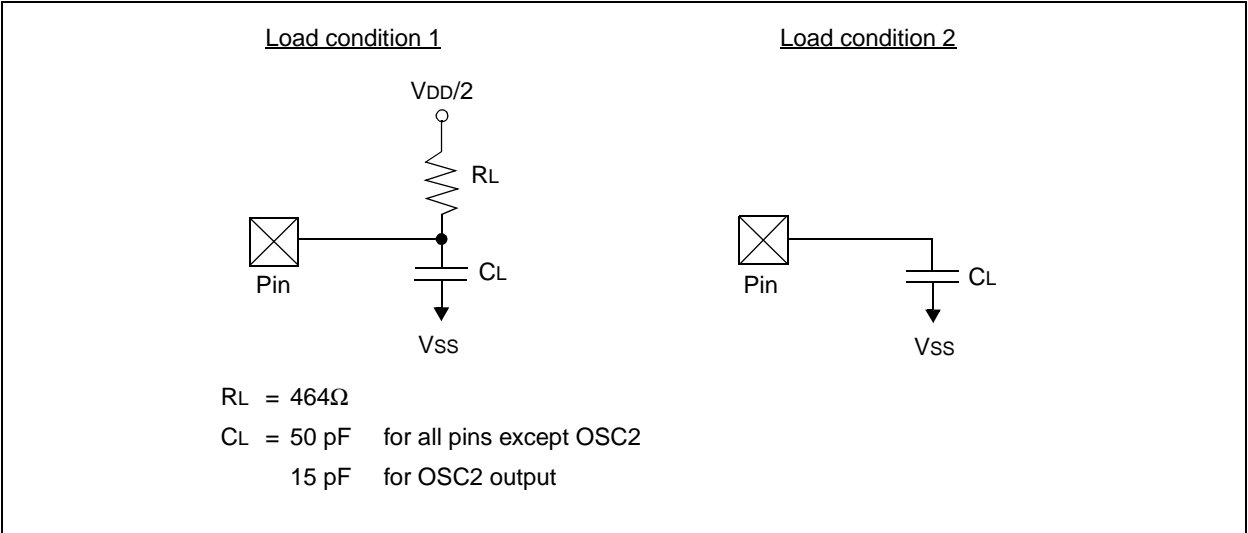 Load condition 1
Load condition 2
VDD/2
RL
Pin
CL
VSS
Pin
CL
VSS
RL = 464Ω
CL = 50 pF for all pins except OSC2
15 pF for OSC2 output